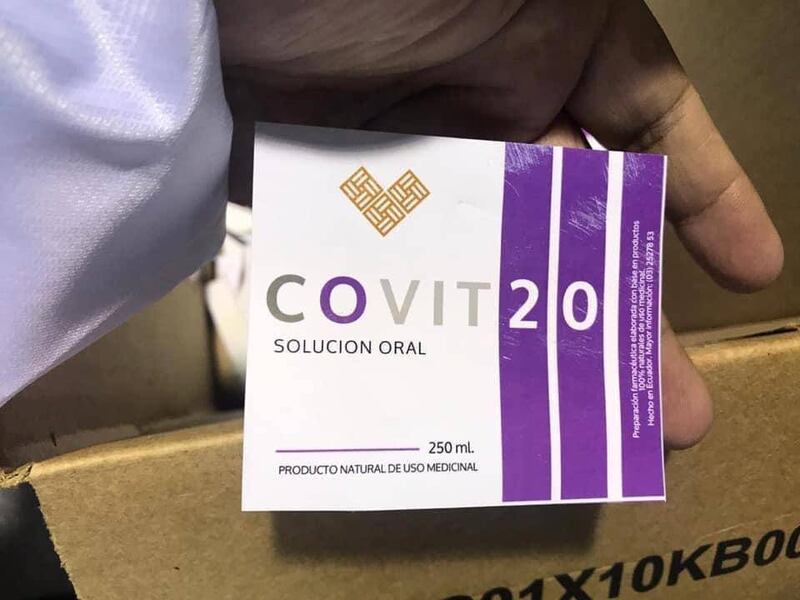 COVIT20
SOLUCION ORAL
250 ml.
PRODUCTO NATURAL DE USO MEDICINAL
Preparación farmacéutica elaborada con base en productos
100% naturales de uso medicinal.
Hecho en Ecuador. Mayor información: (03) 25278 53
01X10KB00